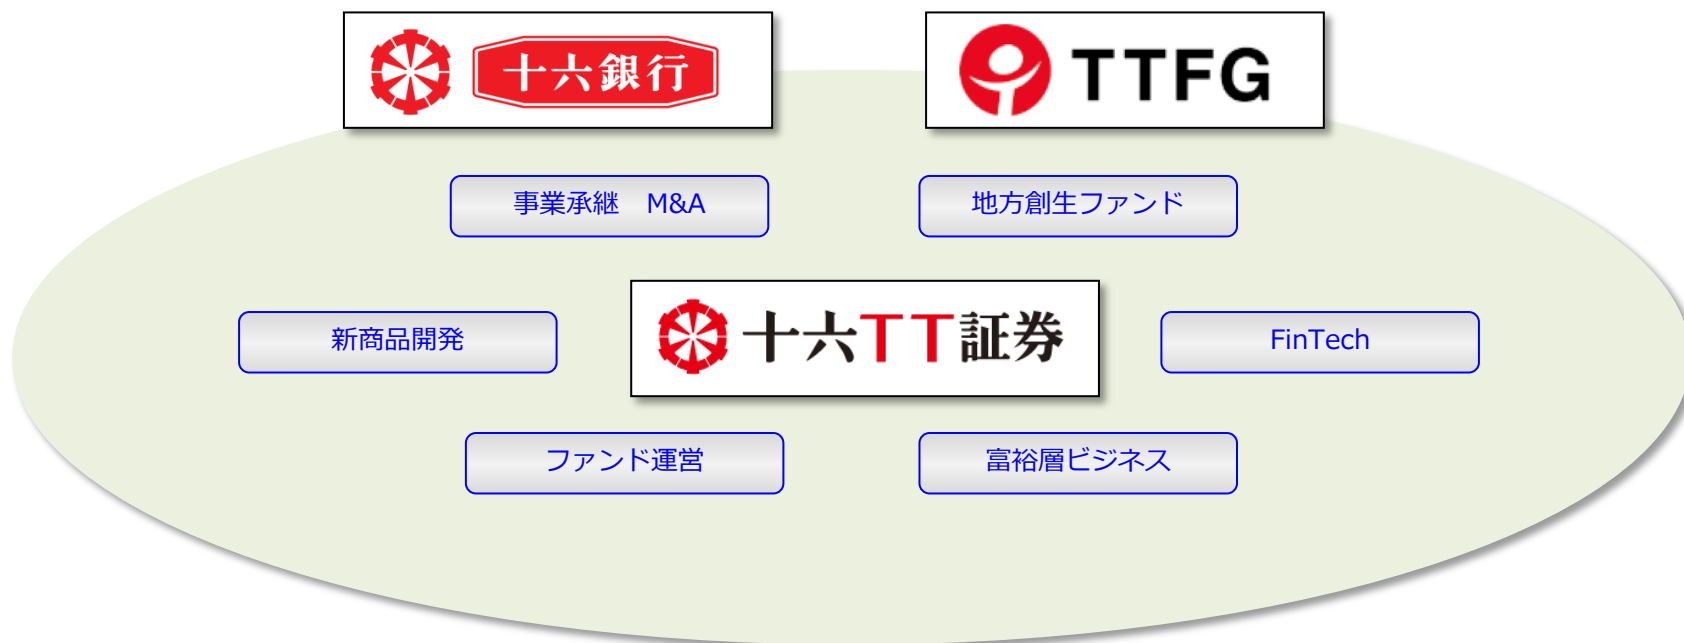 十六銀行
TTFG
事業承継　M&A
地方創生ファンド
新商品開発
十六TT証券
FinTech
ファンド運営
富裕層ビジネス